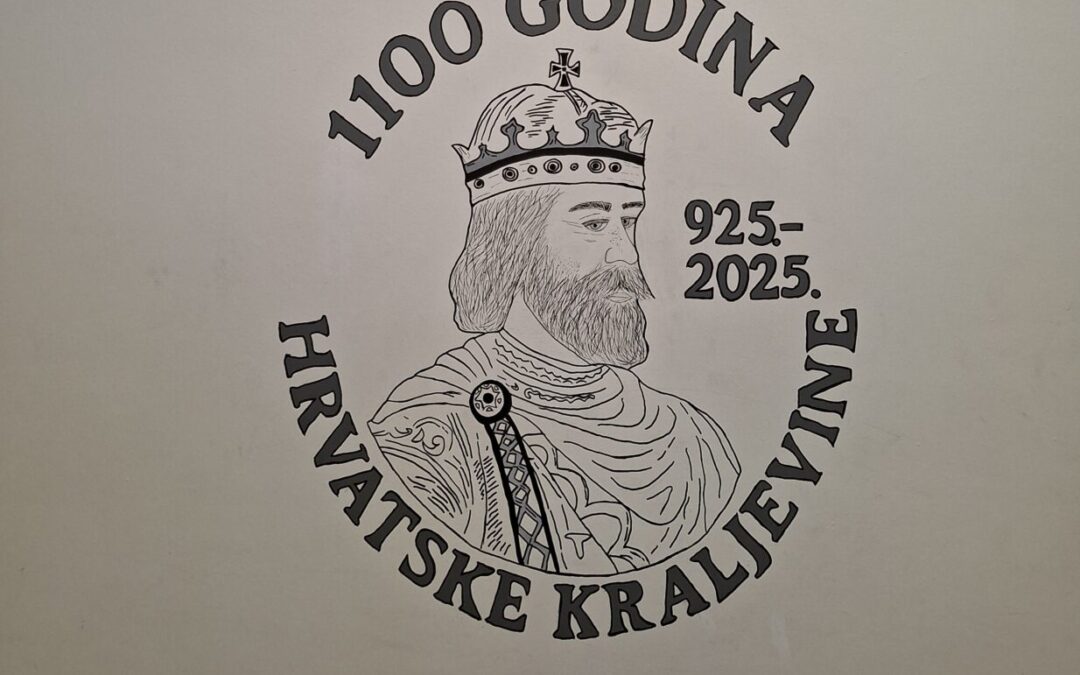 1100 GODINA
925.-
2025.
HRVATSKE KRALJEVINE